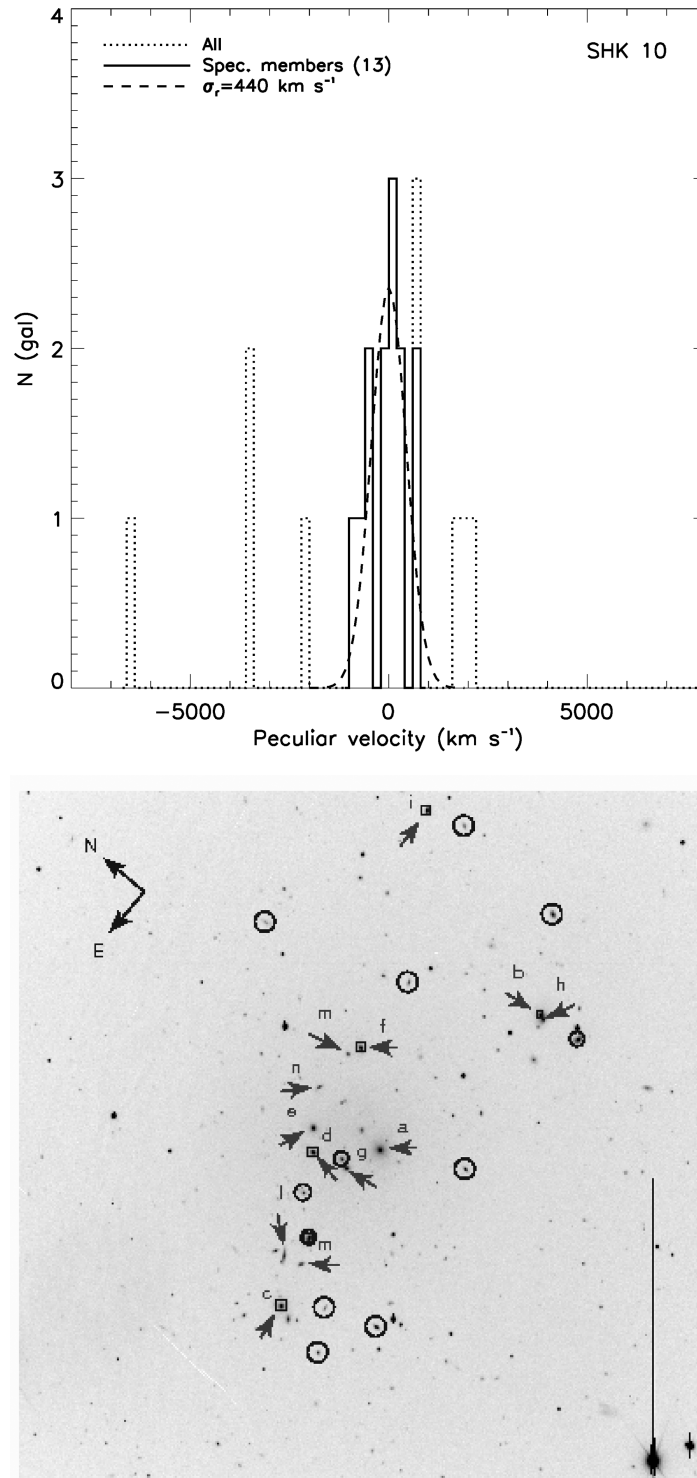 4
All
SHK 10
Spec. members (13)
σr=440 km s⁻¹
3
N (gal)
2
1
0
−5000 0 5000
Peculiar velocity (km s⁻¹)
i
N
E
b h
m f
n
e
a
d
g
l
m
c